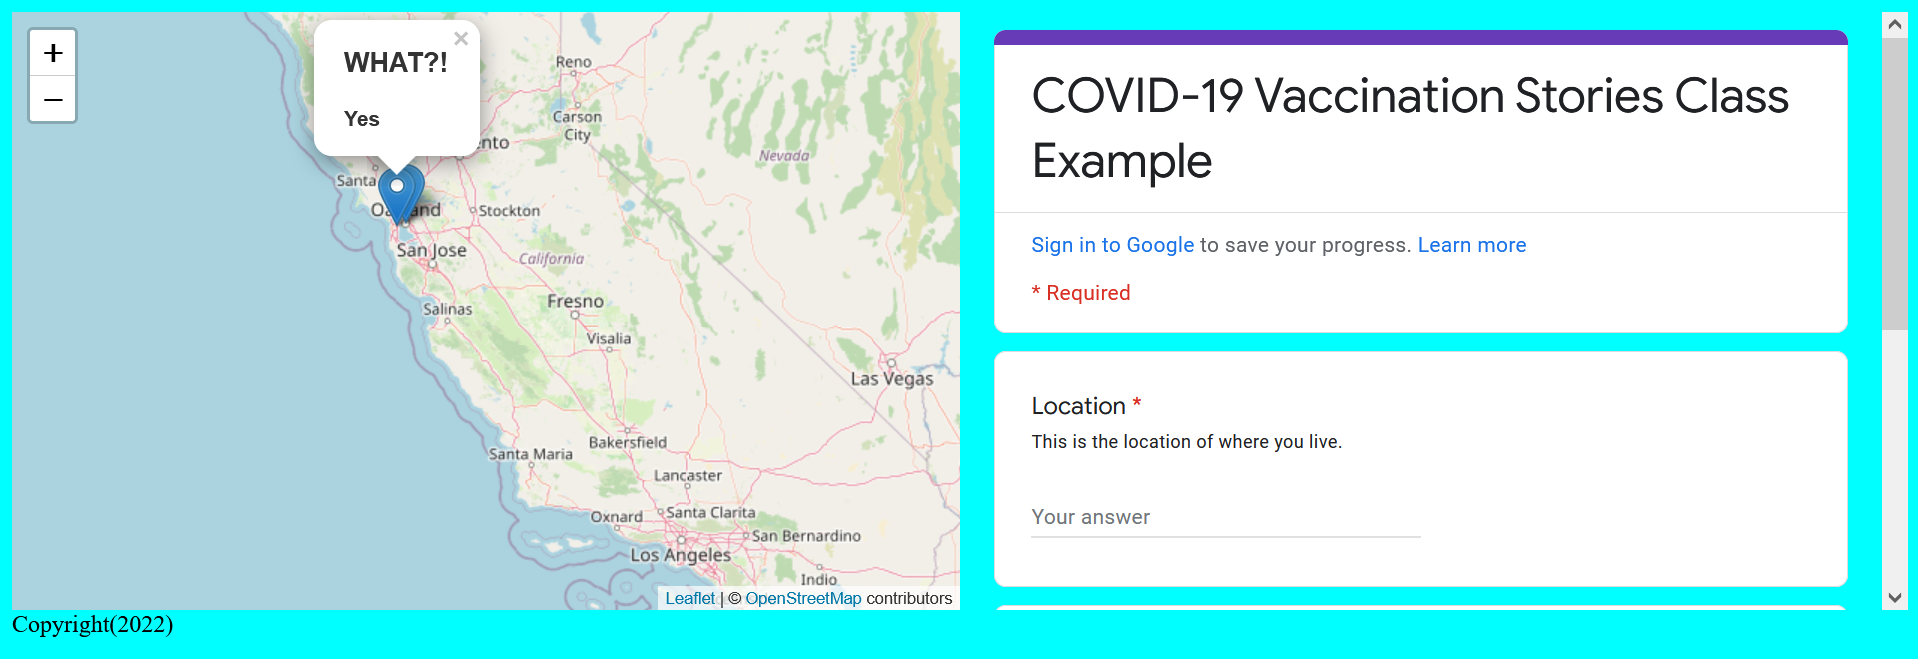 +
−
×
WHAT?!
Yes
Reno
Carson
City
Nevada
nto
Santa
Stockton
San Jose
California
Fresno
Salinas
Visalia
Las Vegas
Bakersfield
Santa Maria
Lancaster
Oxnard
Santa Clarita
San Bernardino
Los Angeles
Indio
Leaflet | © OpenStreetMap contributors
COVID-19 Vaccination Stories Class
Example
Sign in to Google to save your progress. Learn more
* Required
Location *
This is the location of where you live.
Your answer
Copyright(2022)